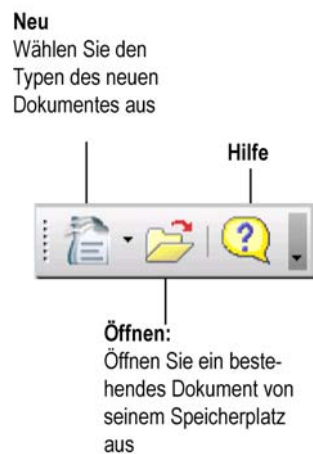 Neu
Wählen Sie den
Typen des neuen
Dokumentes aus
Hilfe
?
Öffnen:
Öffnen Sie ein beste-
hendes Dokument von
seinem Speicherplatz
aus